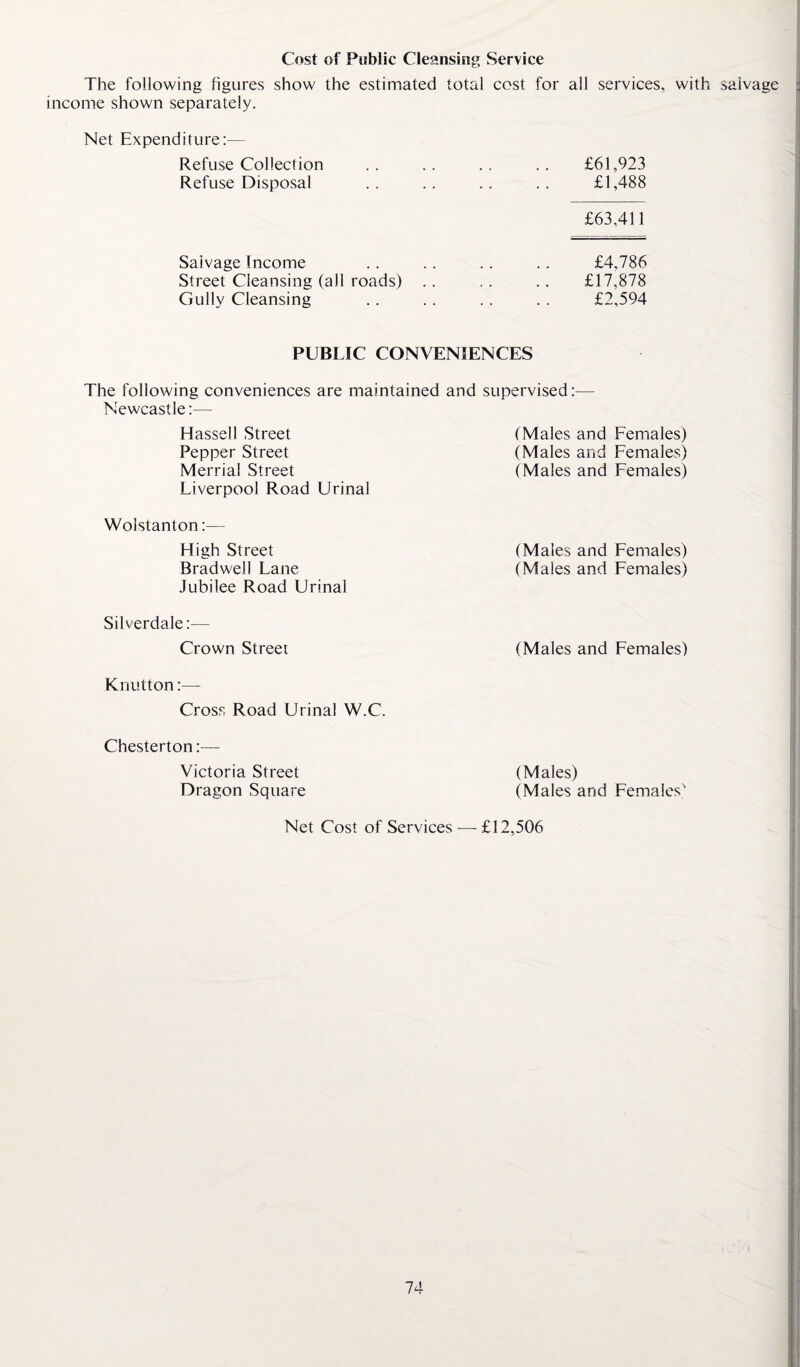 Cost of Public Cleansing Service
The following figures show the estimated total cost for all services, with salvage
income shown separately.
Net Expenditure:—
Refuse Collection . . . . . . . . £61,923
Refuse Disposal . . . . . . . . £1,488
£63,411
Salvage Income . . . . . . . . £4,786
Street Cleansing (all roads) . . . . . . £17,878
Gully Cleansing . . . . . . . . £2,594
PUBLIC CONVENIENCES
The following conveniences are maintained and supervised:—
Newcastle:—
Hassell Street (Males and Females)
Pepper Street (Males and Females)
Merrial Street (Males and Females)
Liverpool Road Urinal
Wolstanton:—
High Street (Males and Females)
Bradwell Lane (Males and Females)
Jubilee Road Urinal
Silverdale:—
Crown Street (Males and Females)
Knutton:—
Cross Road Urinal W.C.
Chesterton:—
Victoria Street (Males)
Dragon Square (Males and Females)
Net Cost of Services — £12,506
74